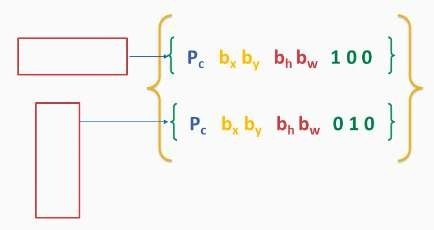 { Pc bx by bh bw 1 0 0 }
{ Pc bx by bh bw 0 1 0 }